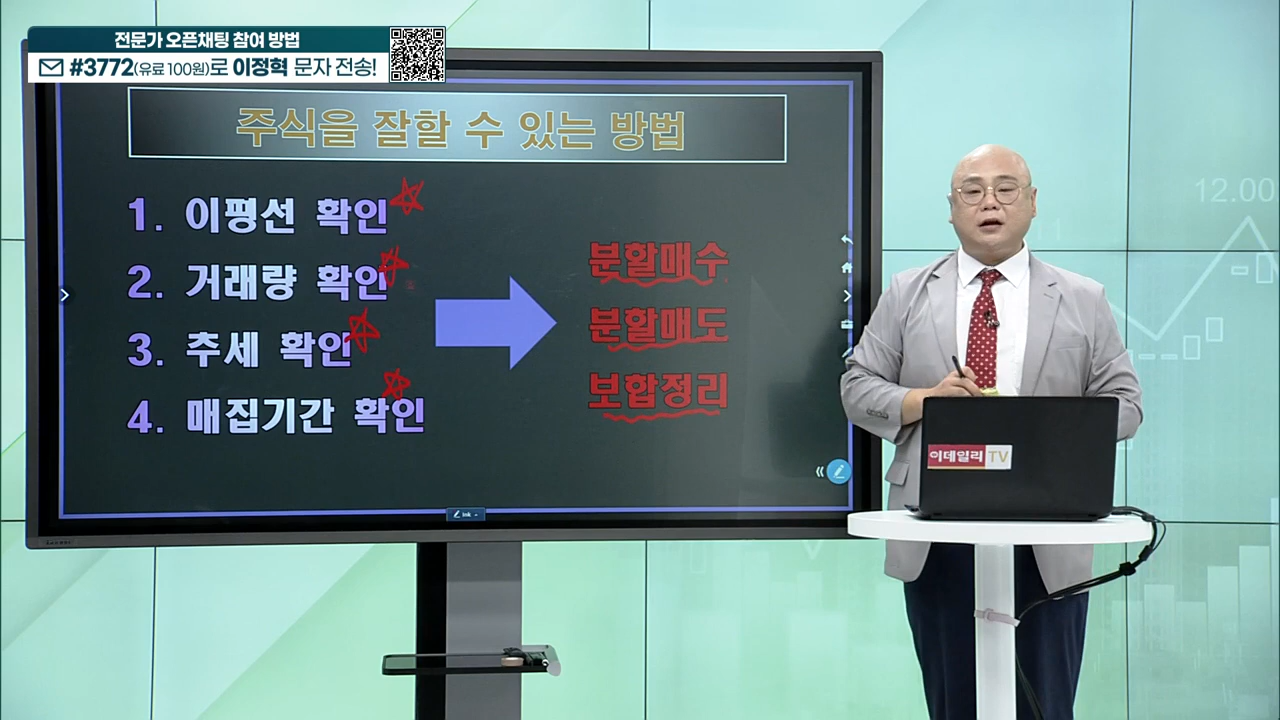 전문가 오픈채팅 참여 방법
#3772(유료 100원)로 이정혁 문자 전송!
주식을 잘할 수 있는 방법
1. 이평선 확인
2. 거래량 확인
3. 추세 확인
4. 매집기간 확인
분할매수
분할매도
보합정리
Ink
이데일리 TV
12.00
11